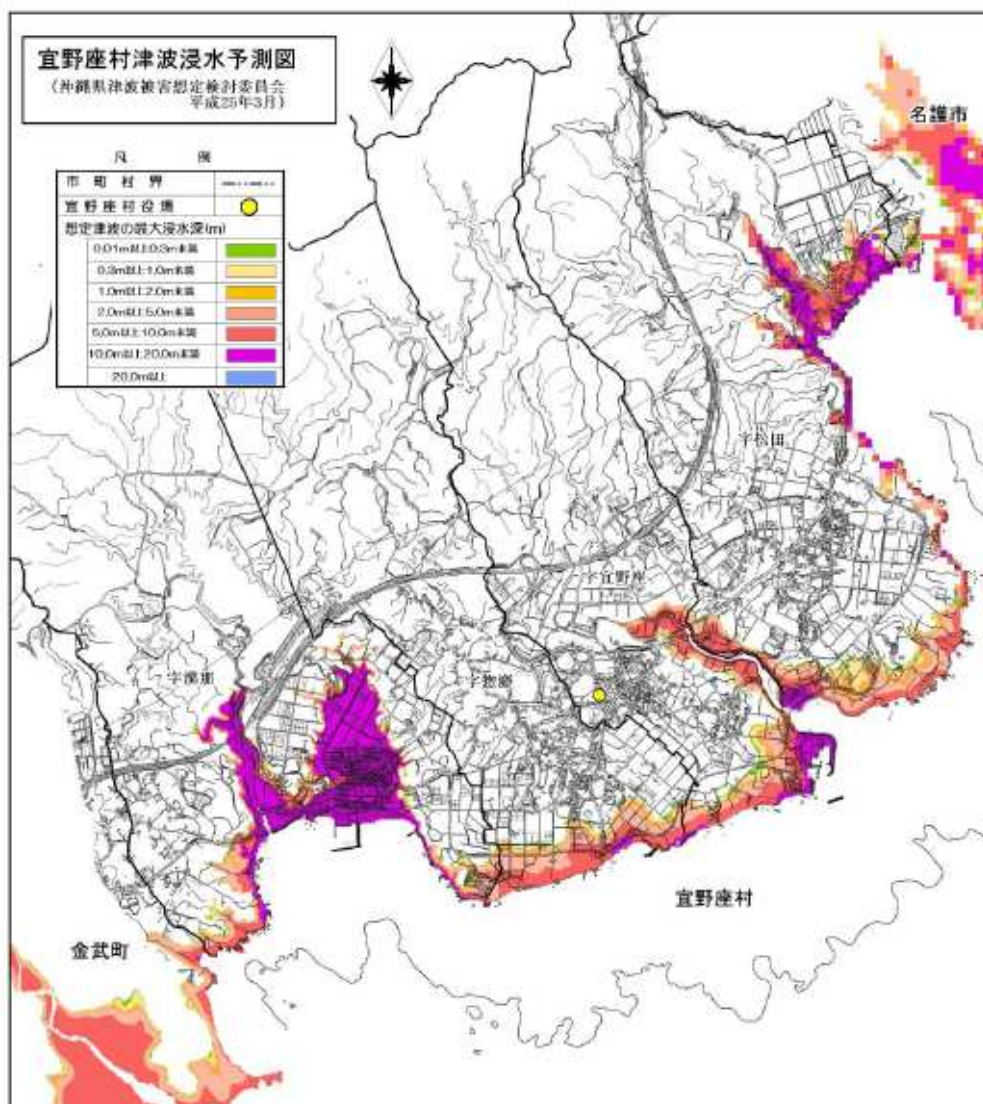 宜野座村津波浸水予測図
(沖縄県津波被害想定検討委員会
平成25年3月)
凡 例
市町村界
宜野座村役場
想定津波の最大浸水深(m)
0.01m以上0.3m未満
0.3m以上1.0m未満
1.0m以上2.0m未満
2.0m以上5.0m未満
5.0m以上10.0m未満
10.0m以上20.0m未満
20.0m以上
名護市
字松田
字宜野座
字漢那
字惣慶
宜野座村
金武町